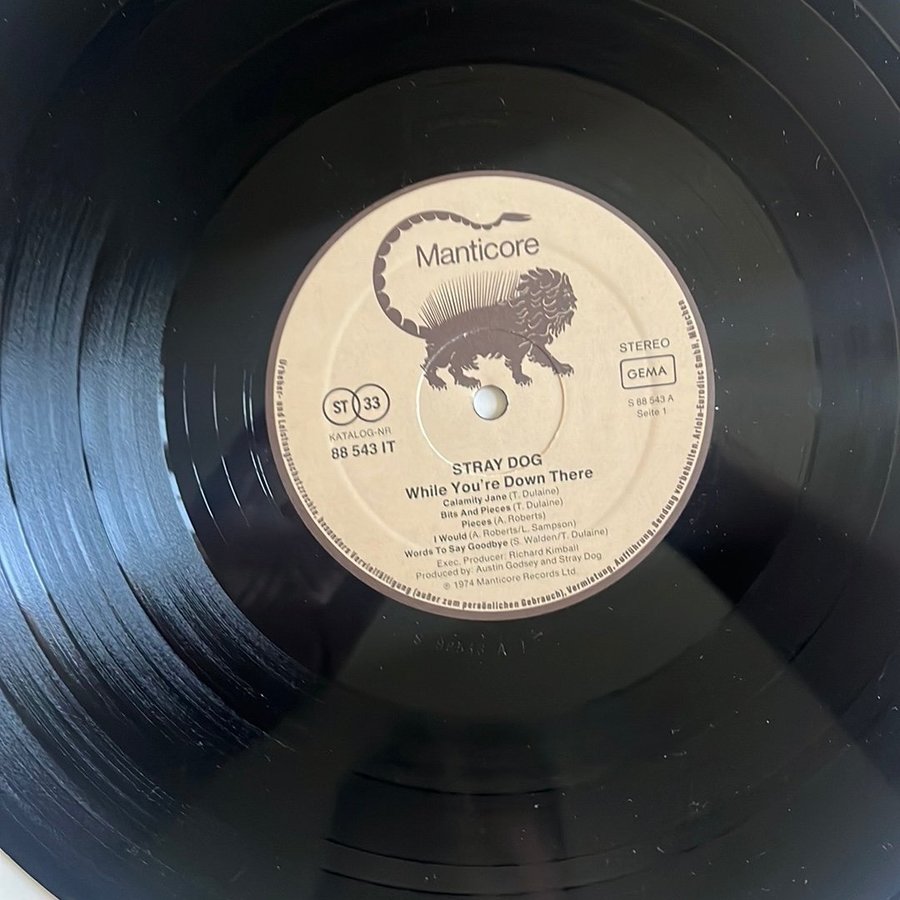 Manticore
STEREO
GEMA
S 88 543 A
Seite 1
ST 33
KATALOG-NR
88 543 IT
STRAY DOG
While You're Down There
Calamity Jane (T. Dulaine)
Bits And Pieces (T. Dulaine)
Pieces (A. Roberts)
I Would (A. Roberts/L. Sampson)
Words To Say Goodbye (S. Walden/T. Dulaine)
Exec. Producer: Richard Kimball
Produced by: Austin Godsey and Stray Dog
℗ 1974 Manticore Records Ltd.
Urheber- und Leistungsschutzrechte, besonders Vervielfältigung (außer zum persönlichen Gebrauch), Vermietung, Aufführung, Sendung vorbehalten. Ariola-Eurodisc GmbH, München